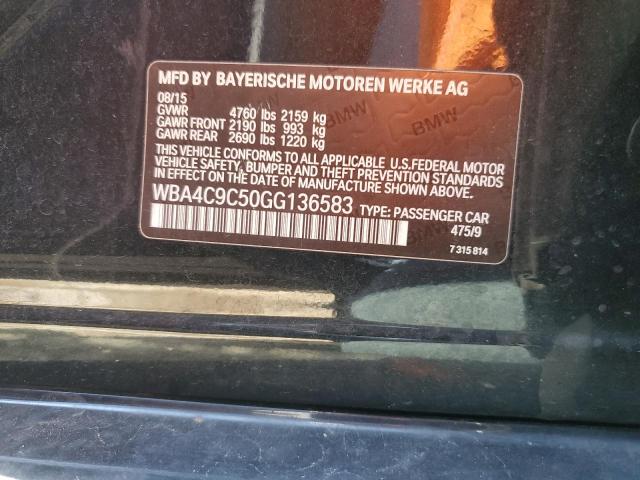 MFD BY BAYERISCHE MOTOREN WERKE AG
08/15
GVWR 4760 lbs 2159 kg
GAWR FRONT 2190 lbs 993 kg
GAWR REAR 2690 lbs 1220 kg
THIS VEHICLE CONFORMS TO ALL APPLICABLE U.S.FEDERAL MOTOR
VEHICLE SAFETY, BUMPER, AND THEFT PREVENTION STANDARDS
IN EFFECT ON THE DATE OF MANUFACTURE SHOWN ABOVE.
WBA4C9C50GG136583 TYPE: PASSENGER CAR
475/9
7 315 814